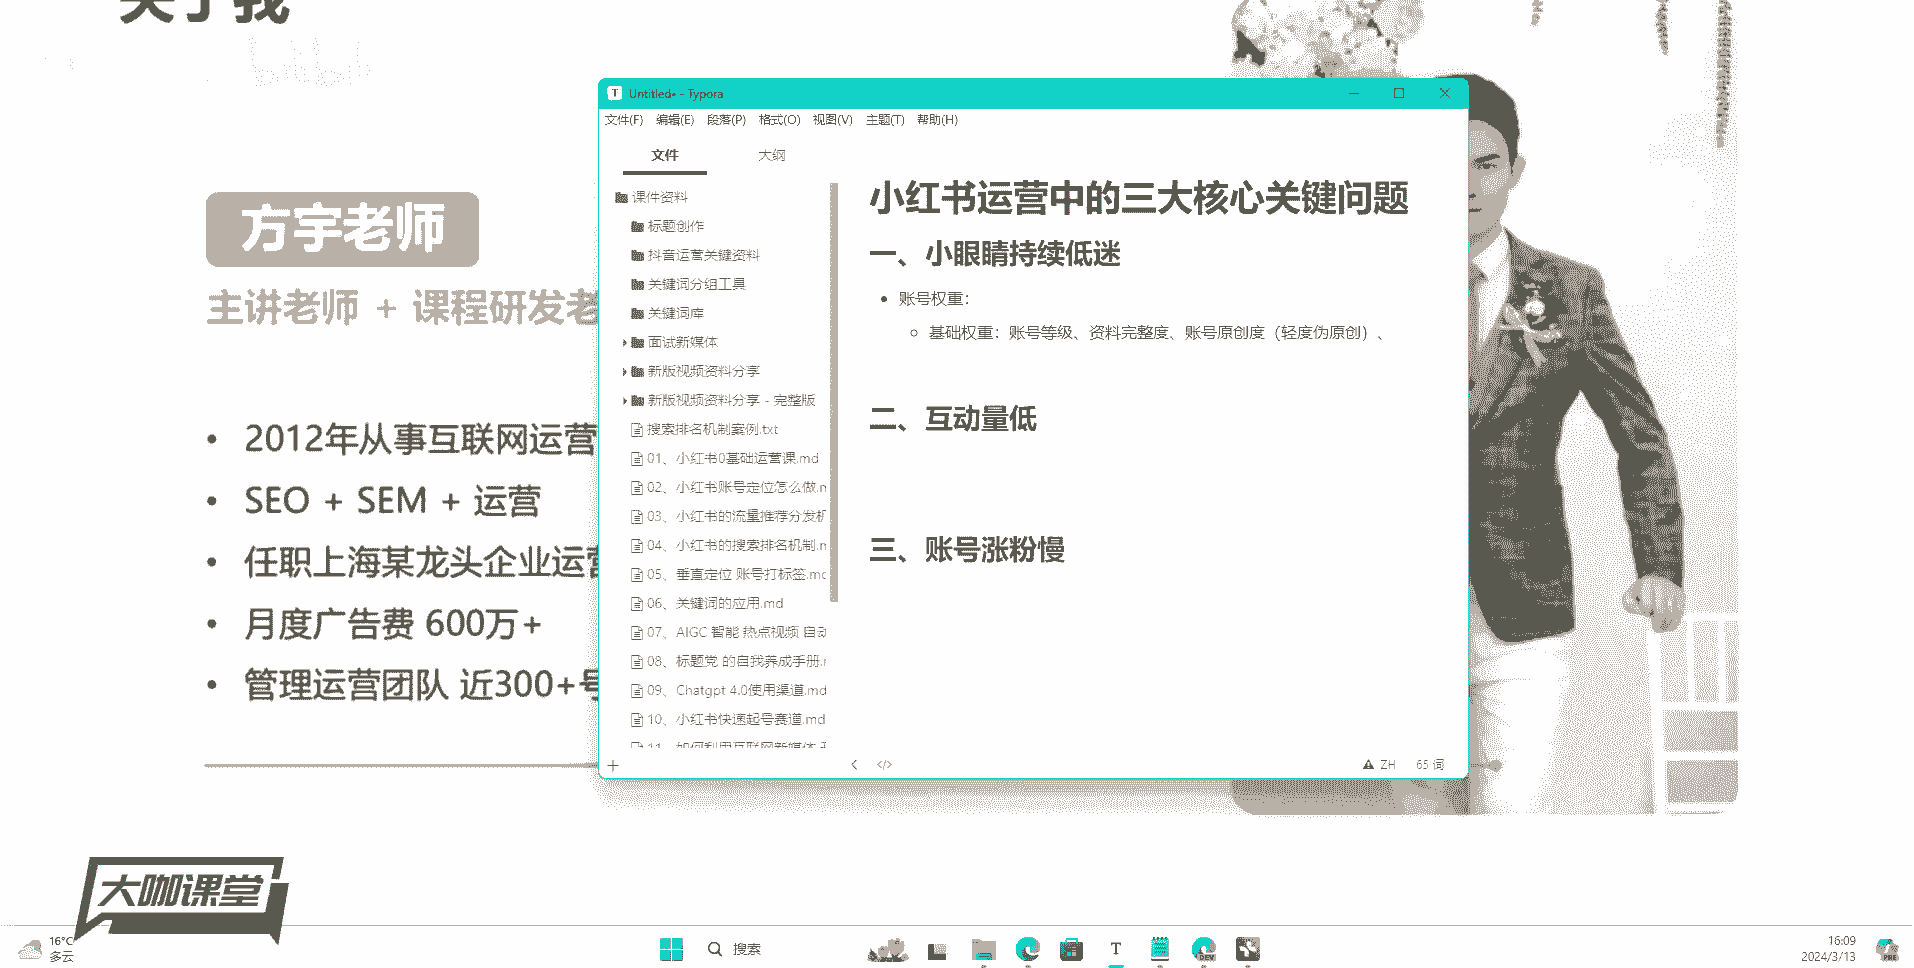 关于我
bilibili
方宇老师
主讲老师 + 课程研发老
• 2012年从事互联网运营
• SEO + SEM + 运营
• 任职上海某龙头企业运营
• 月度广告费 600万+
• 管理运营团队 近300+号
T Untitled• - Typora
文件(F) 编辑(E) 段落(P) 格式(O) 视图(V) 主题(T) 帮助(H)
文件 大纲
课件资料
标题创作
抖音运营关键资料
关键词分组工具
关键词库
面试新媒体
新版视频资料分享
新版视频资料分享 - 完整版
搜索排名机制案例.txt
01、小红书0基础运营课.md
02、小红书账号定位怎么做.m
03、小红书的流量推荐分发机
04、小红书的搜索排名机制.m
05、垂直定位 账号打标签.md
06、关键词的应用.md
07、AIGC 智能 热点视频 自动
08、标题党 的自我养成手册.m
09、Chatgpt 4.0使用渠道.md
10、小红书快速起号赛道.md
11、如何利用互联网新媒体
小红书运营中的三大核心关键问题
一、小眼睛持续低迷
• 账号权重：
○ 基础权重：账号等级、资料完整度、账号原创度（轻度伪原创）、
二、互动量低
三、账号涨粉慢
ZH 65 词
大咖课堂
16°C
多云
搜索
T
DEV
16:09
2024/3/13
PRE